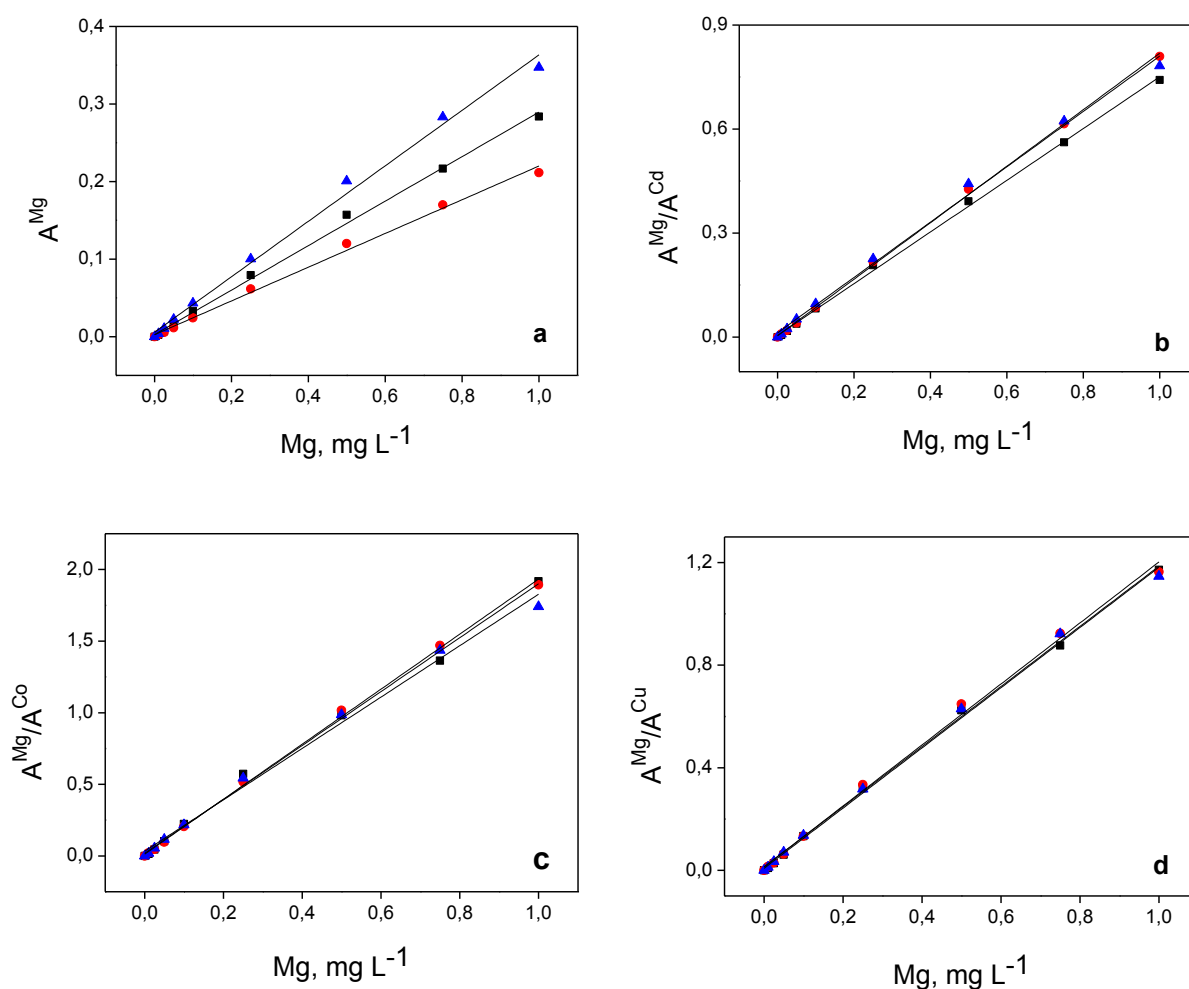 0,4
0,3
0,2
0,1
0,0
A^Mg
a
0,0 0,2 0,4 0,6 0,8 1,0
Mg, mg L^-1
0,9
0,6
0,3
0,0
A^Mg/A^Cd
b
0,0 0,2 0,4 0,6 0,8 1,0
Mg, mg L^-1
2,0
1,5
1,0
0,5
0,0
A^Mg/A^Co
c
0,0 0,2 0,4 0,6 0,8 1,0
Mg, mg L^-1
1,2
0,8
0,4
0,0
A^Mg/A^Cu
d
0,0 0,2 0,4 0,6 0,8 1,0
Mg, mg L^-1